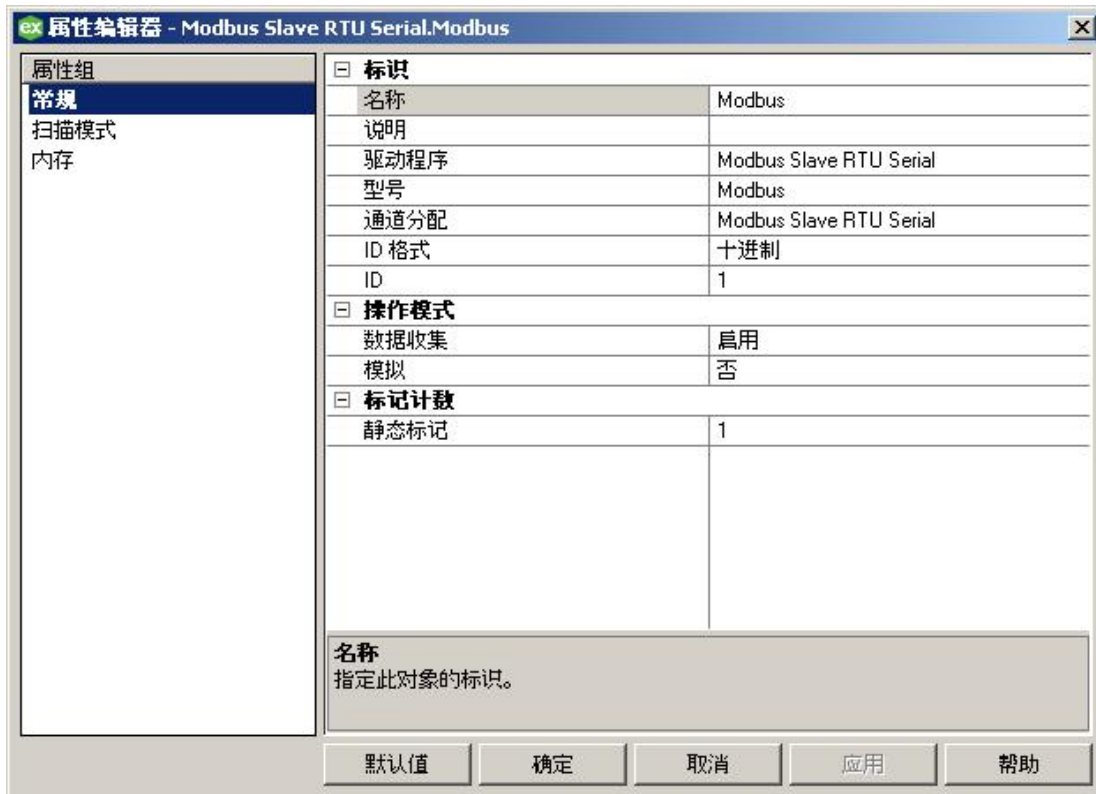 ex 属性编辑器 - Modbus Slave RTU Serial.Modbus
属性组
常规
扫描模式
内存
标识
名称 Modbus
说明
驱动程序 Modbus Slave RTU Serial
型号 Modbus
通道分配 Modbus Slave RTU Serial
ID 格式 十进制
ID 1
操作模式
数据收集 启用
模拟 否
标记计数
静态标记 1
名称
指定此对象的标识。
默认值 确定 取消 应用 帮助